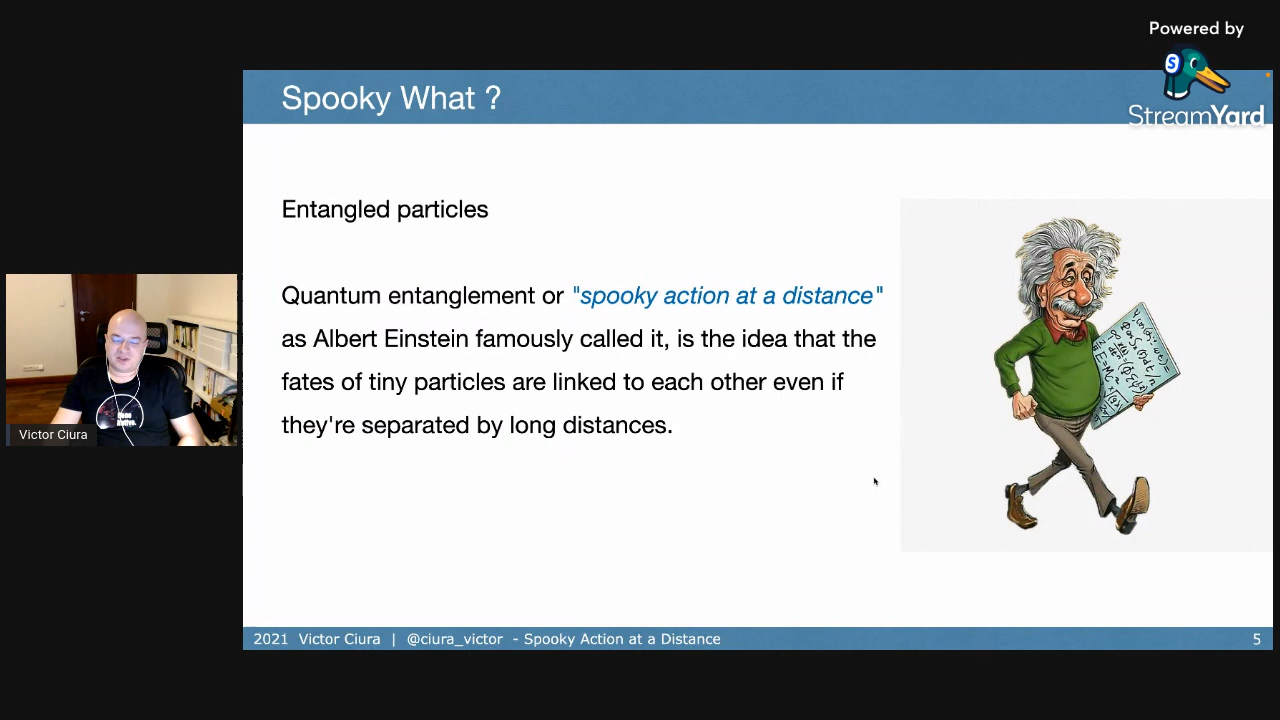 Powered by
S
StreamYard
Spooky What ?
Entangled particles
Quantum entanglement or "spooky action at a distance"
as Albert Einstein famously called it, is the idea that the
fates of tiny particles are linked to each other even if
they're separated by long distances.
Victor Ciura
2021 Victor Ciura | @ciura_victor - Spooky Action at a Distance
5